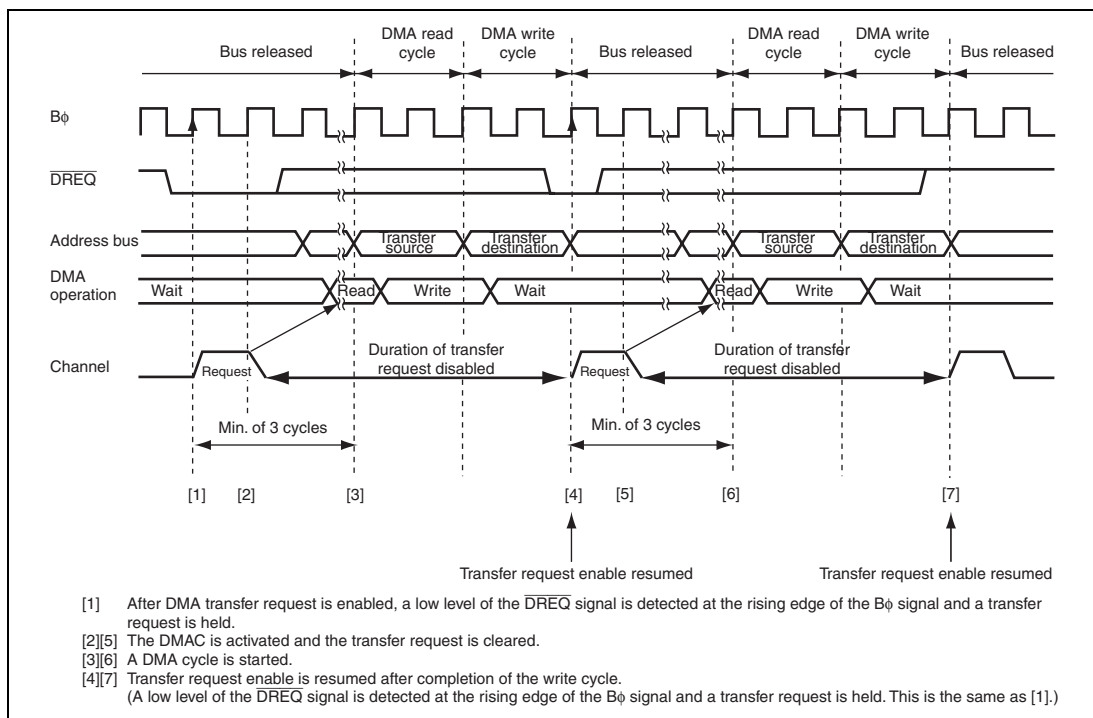 DMA read cycle
DMA write cycle
DMA read cycle
DMA write cycle
Bus released
Bus released
Bus released
Bφ
DREQ
Address bus
Transfer source
Transfer destination
Transfer source
Transfer destination
DMA operation
Wait
Read
Write
Wait
Read
Write
Wait
Channel
Request
Duration of transfer request disabled
Request
Duration of transfer request disabled
Min. of 3 cycles
Min. of 3 cycles
[1]
[2]
[3]
[4]
[5]
[6]
[7]
Transfer request enable resumed
Transfer request enable resumed
[1] After DMA transfer request is enabled, a low level of the DREQ signal is detected at the rising edge of the Bφ signal and a transfer
request is held.
[2][5] The DMAC is activated and the transfer request is cleared.
[3][6] A DMA cycle is started.
[4][7] Transfer request enable is resumed after completion of the write cycle.
(A low level of the DREQ signal is detected at the rising edge of the Bφ signal and a transfer request is held. This is the same as [1].)